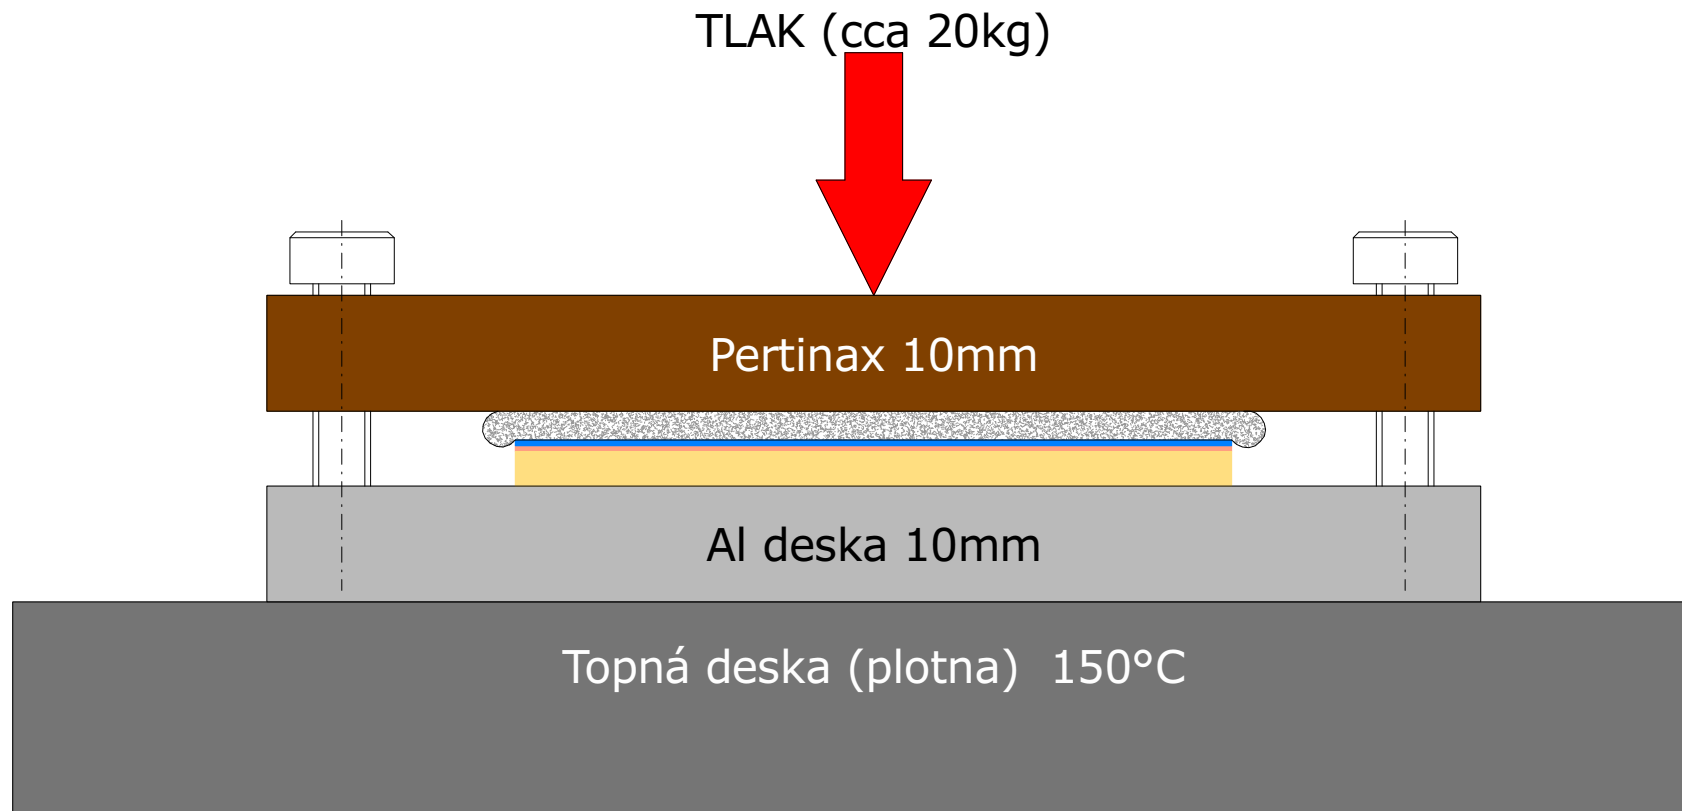 TLAK (cca 20kg)
Pertinax 10mm
Al deska 10mm
Topná deska (plotna) 150°C